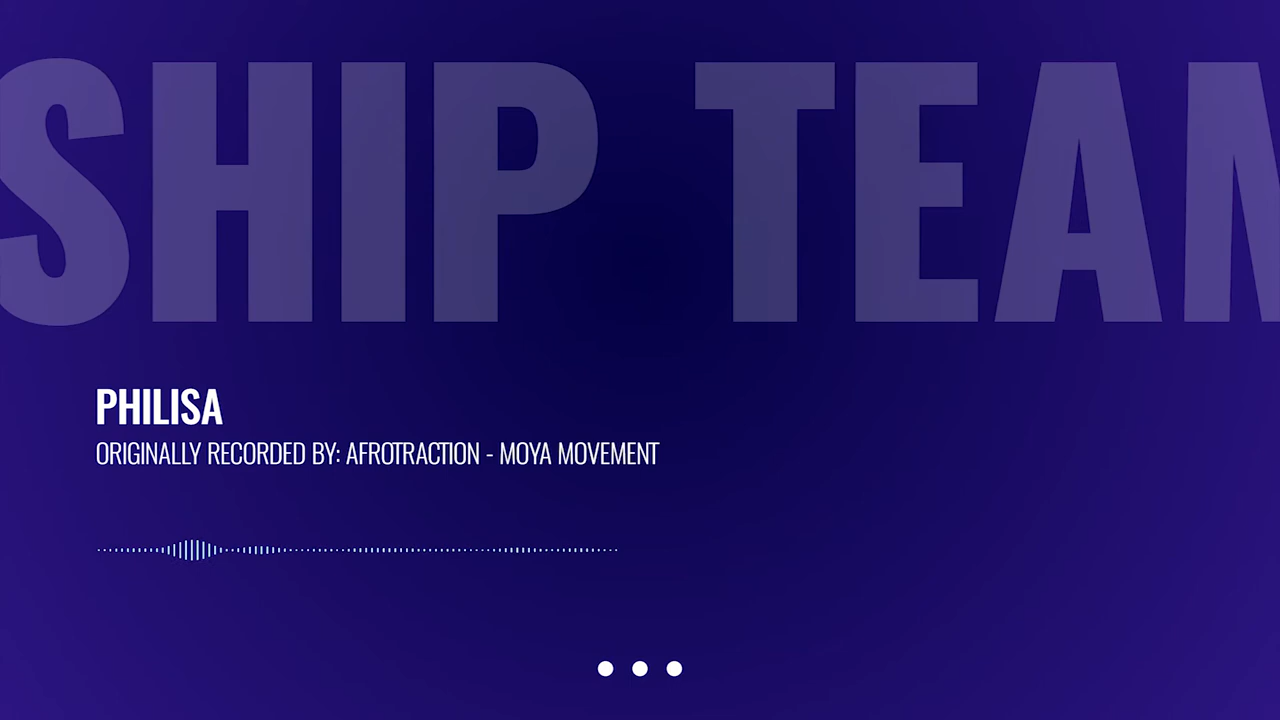 SHIP TEAM
PHILISA
ORIGINALLY RECORDED BY: AFROTRACTION - MOYA MOVEMENT